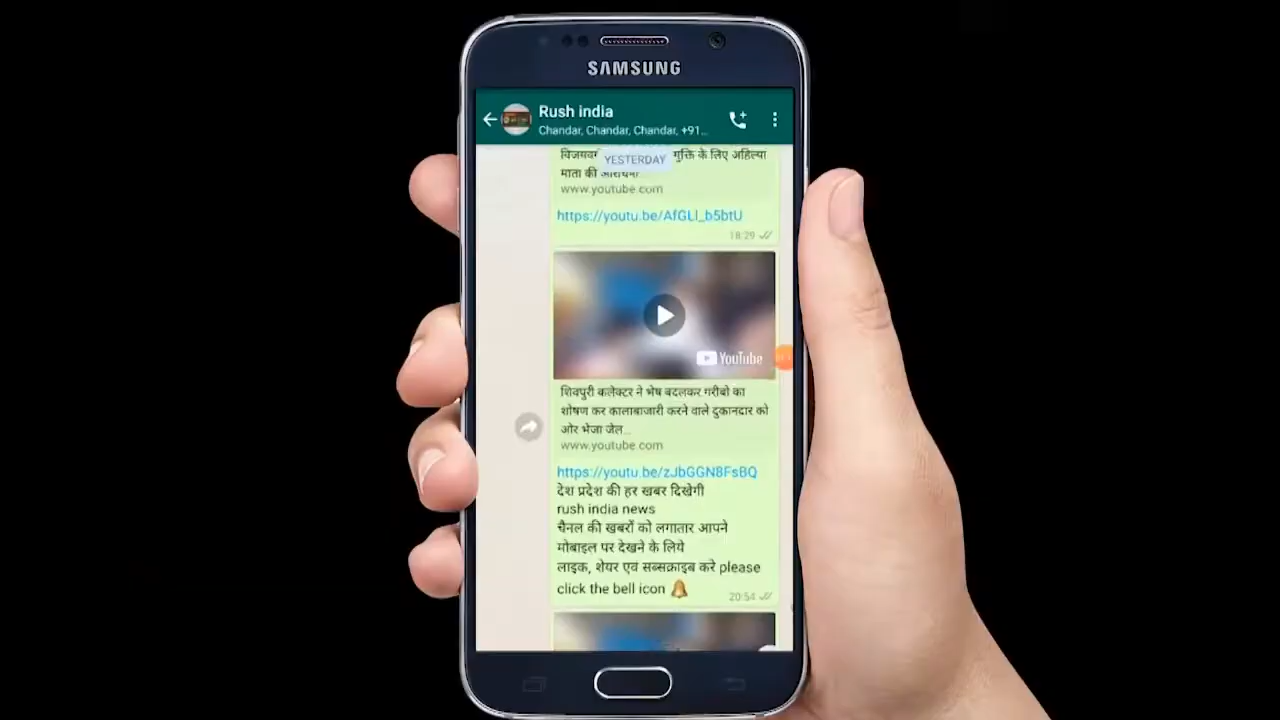 SAMSUNG
Rush india
Chandar, Chandar, Chandar, +91...
YESTERDAY
के लिए अहिल्या
माता की
www.youtube.com
https://youtu.be/AfGLl_b5btU
18:29
YouTube
शिवपुरी कलेक्टर ने भेष बदलकर गरीबो का
शोषण कर कालाबाजारी करने वाले दुकानदार को
ओर भेजा जेल...
www.youtube.com
https://youtu.be/zJbGGN8FsBQ
देश प्रदेश की हर खबर दिखेगी
rush india news
चैनल की खबरों को लगातार आपने
मोबाइल पर देखने के लिये
लाइक, शेयर एवं सब्सक्राइब करे please
click the bell icon 🔔
20:54